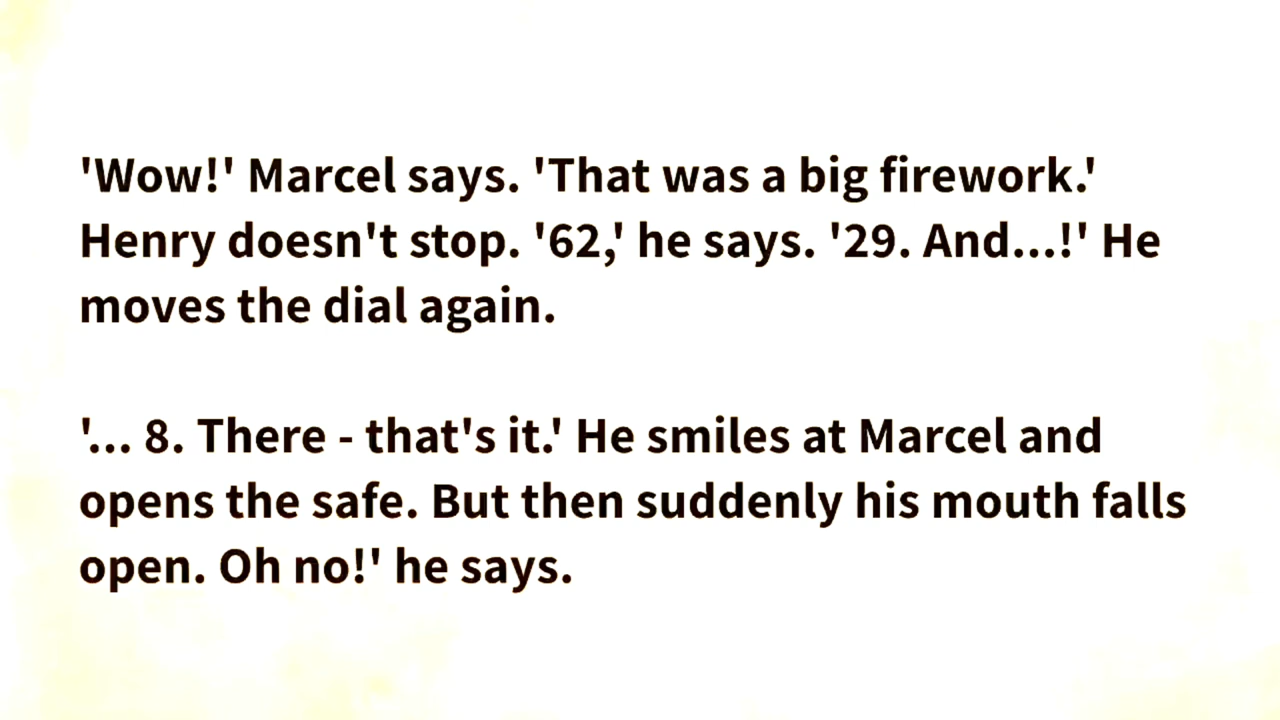 'Wow!' Marcel says. 'That was a big firework.'
Henry doesn't stop. '62,' he says. '29. And...!' He
moves the dial again.
'... 8. There - that's it.' He smiles at Marcel and
opens the safe. But then suddenly his mouth falls
open. Oh no!' he says.